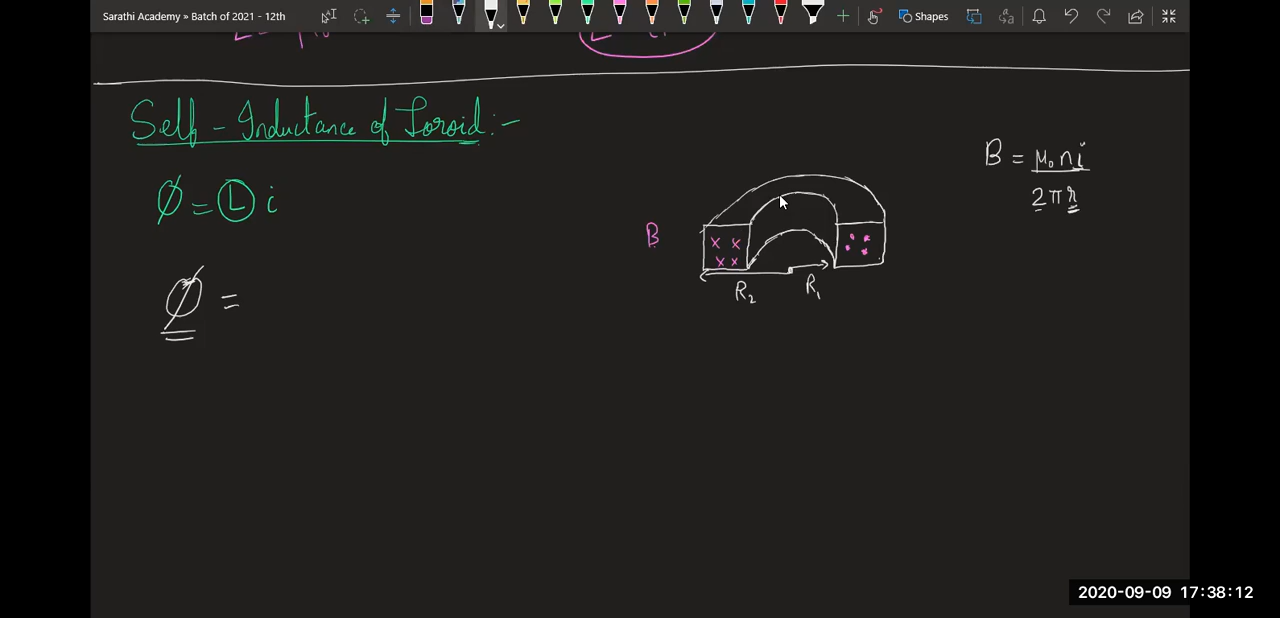 Sarathi Academy » Batch of 2021 - 12th
Shapes
Self - Inductance of Toroid :-
B = μ₀ni
2πr
ϕ = L i
B
x x
x x
R₂
R₁
ϕ =
2020-09-09 17:38:12